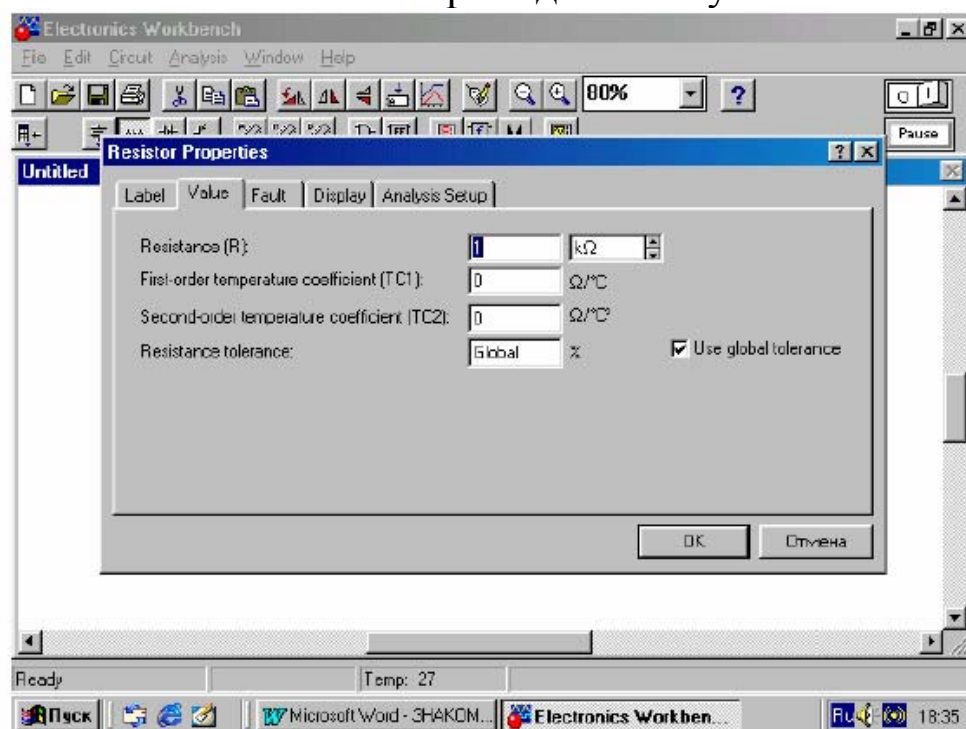 Electronics Workbench
File Edit Circuit Analysis Window Help
80% ?
Pause
Resistor Properties
Untitled
Label Value Fault Display Analysis Setup
Resistance (R): 1 kΩ
First-order temperature coefficient (TC1): 0 Ω/°C
Second-order temperature coefficient (TC2): 0 Ω/°C²
Resistance tolerance: Global % Use global tolerance
OK Отмена
Ready Temp: 27
Пуск Microsoft Word - ЗНАКОМ... Electronics Workben... Ru 18:35